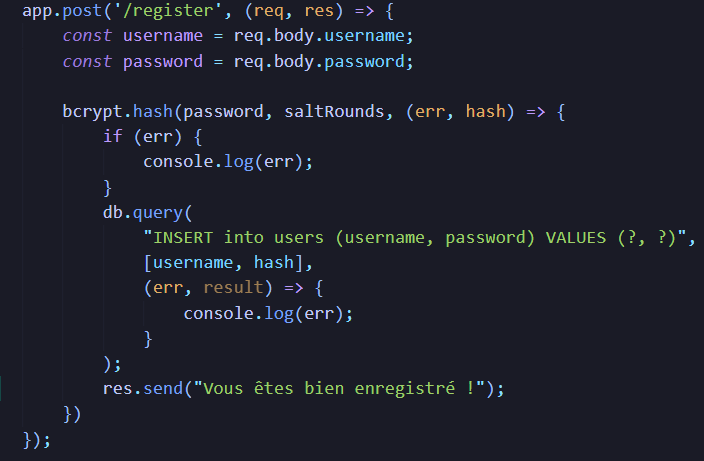 app.post('/register', (req, res) => {
    const username = req.body.username;
    const password = req.body.password;

    bcrypt.hash(password, saltRounds, (err, hash) => {
        if (err) {
            console.log(err);
        }
        db.query(
            "INSERT into users (username, password) VALUES (?, ?)",
            [username, hash],
            (err, result) => {
                console.log(err);
            }
        );
        res.send("Vous êtes bien enregistré !");
    })
});